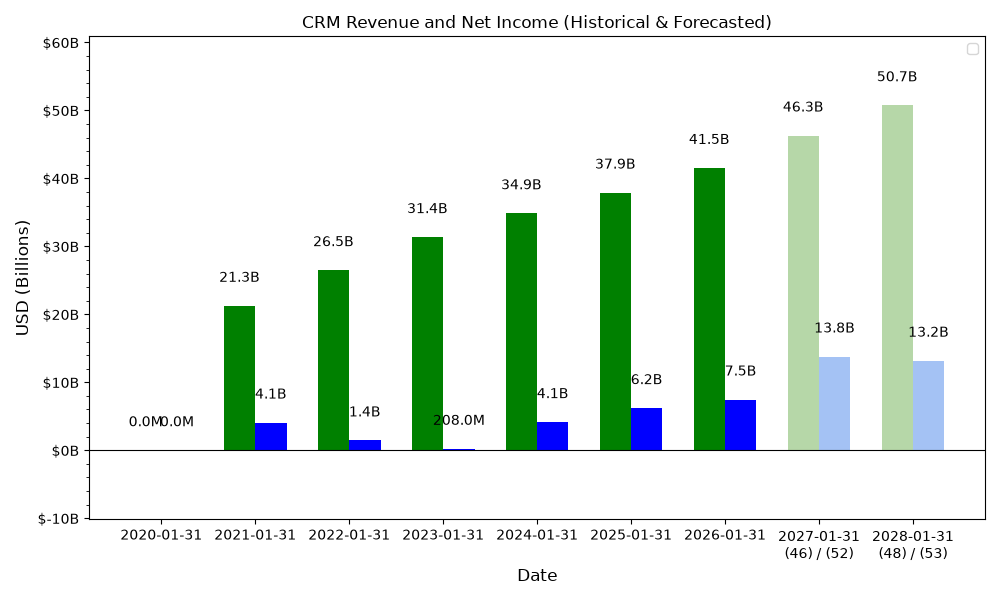 CRM Revenue and Net Income (Historical & Forecasted)
USD (Billions)
$60B
$50B
$40B
$30B
$20B
$10B
$0B
$-10B
0.0M 0.0M
21.3B
4.1B
26.5B
1.4B
31.4B
208.0M
34.9B
4.1B
37.9B
6.2B
41.5B
7.5B
46.3B
13.8B
50.7B
13.2B
2020-01-31 2021-01-31 2022-01-31 2023-01-31 2024-01-31 2025-01-31 2026-01-31 2027-01-31 2028-01-31
(46) / (52) (48) / (53)
Date